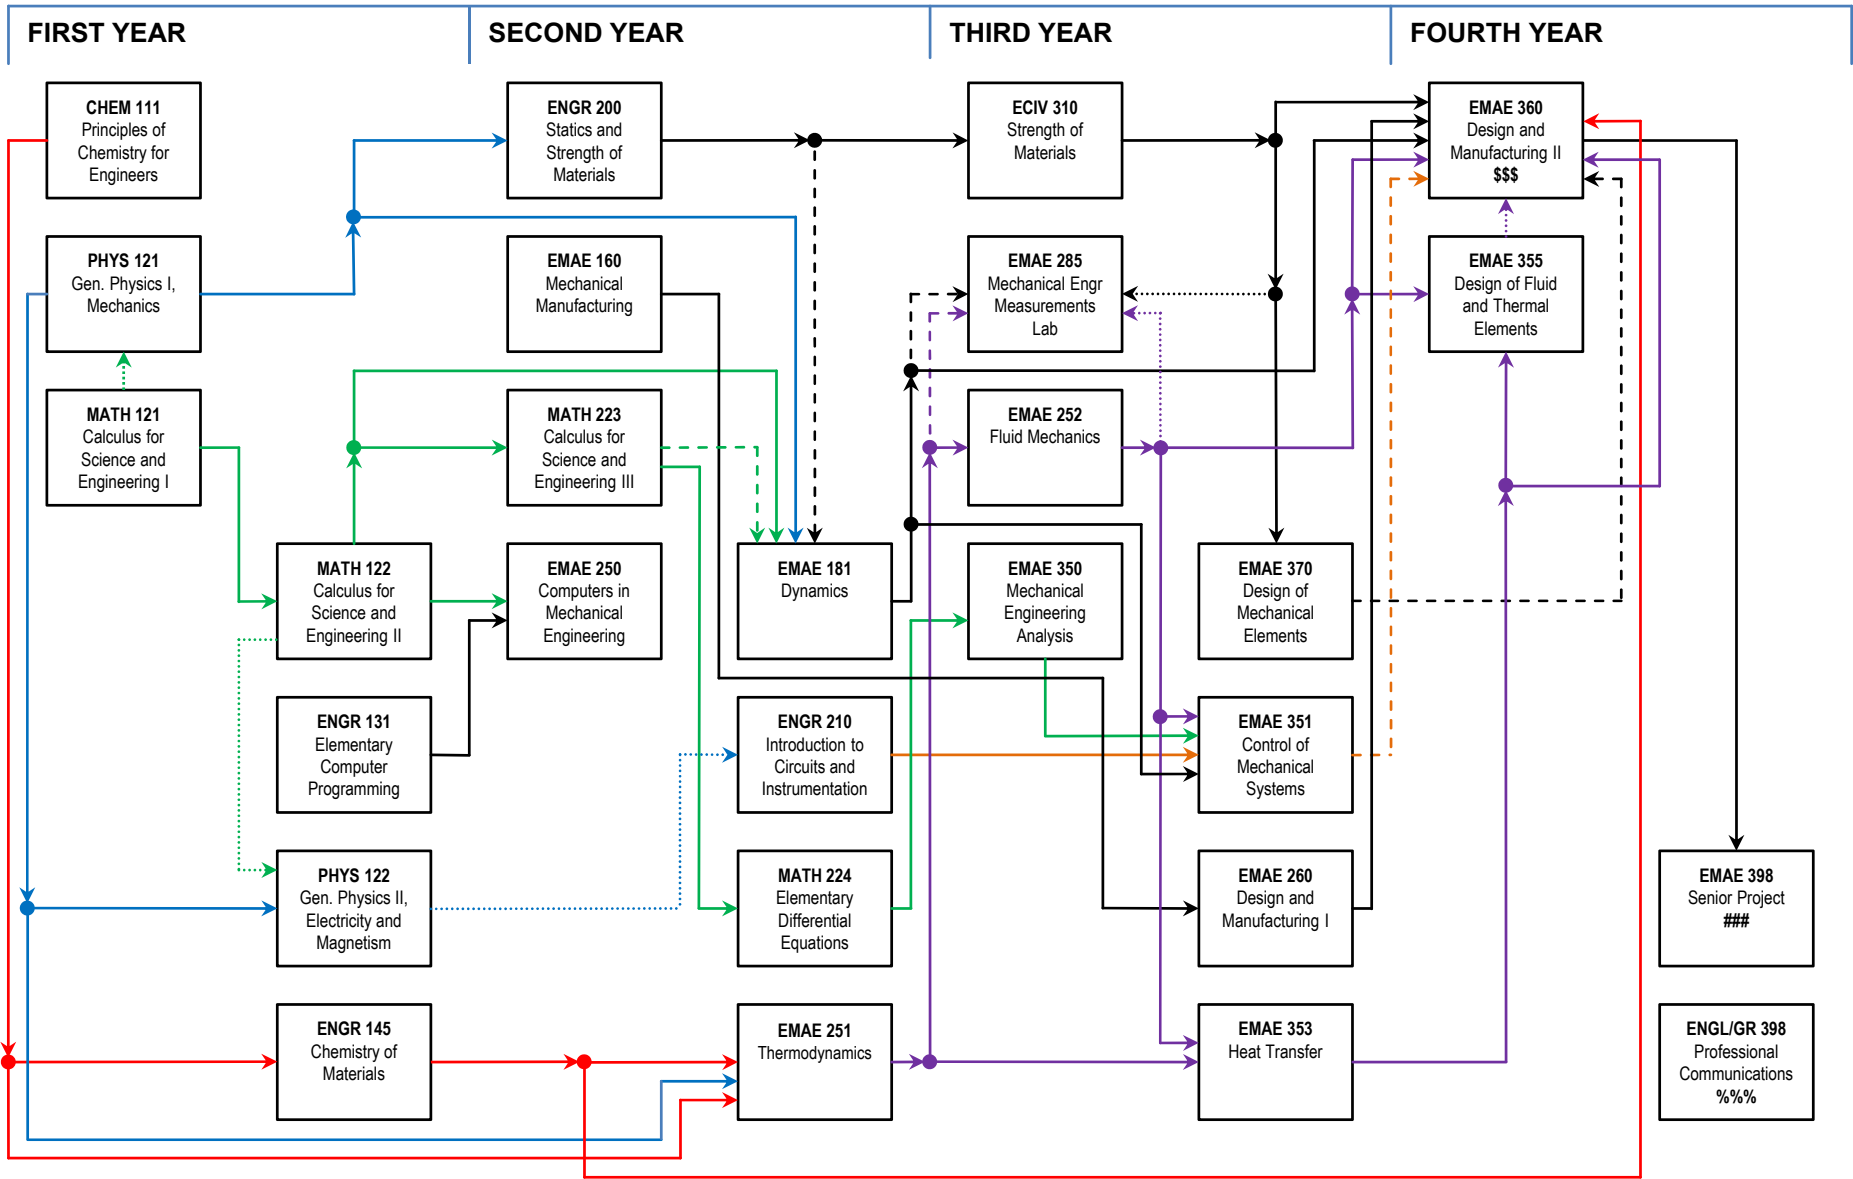 FIRST YEAR
SECOND YEAR
THIRD YEAR
FOURTH YEAR
CHEM 111
Principles of
Chemistry for
Engineers
ENGR 200
Statics and
Strength of
Materials
ECIV 310
Strength of
Materials
EMAE 360
Design and
Manufacturing II
$$$
PHYS 121
Gen. Physics I,
Mechanics
EMAE 160
Mechanical
Manufacturing
EMAE 285
Mechanical Engr
Measurements
Lab
EMAE 355
Design of Fluid
and Thermal
Elements
MATH 121
Calculus for
Science and
Engineering I
MATH 223
Calculus for
Science and
Engineering III
EMAE 252
Fluid Mechanics
MATH 122
Calculus for
Science and
Engineering II
EMAE 250
Computers in
Mechanical
Engineering
EMAE 181
Dynamics
EMAE 350
Mechanical
Engineering
Analysis
EMAE 370
Design of
Mechanical
Elements
ENGR 131
Elementary
Computer
Programming
ENGR 210
Introduction to
Circuits and
Instrumentation
EMAE 351
Control of
Mechanical
Systems
PHYS 122
Gen. Physics II,
Electricity and
Magnetism
MATH 224
Elementary
Differential
Equations
EMAE 260
Design and
Manufacturing I
EMAE 398
Senior Project
###
ENGR 145
Chemistry of
Materials
EMAE 251
Thermodynamics
EMAE 353
Heat Transfer
ENGL/GR 398
Professional
Communications
%%%